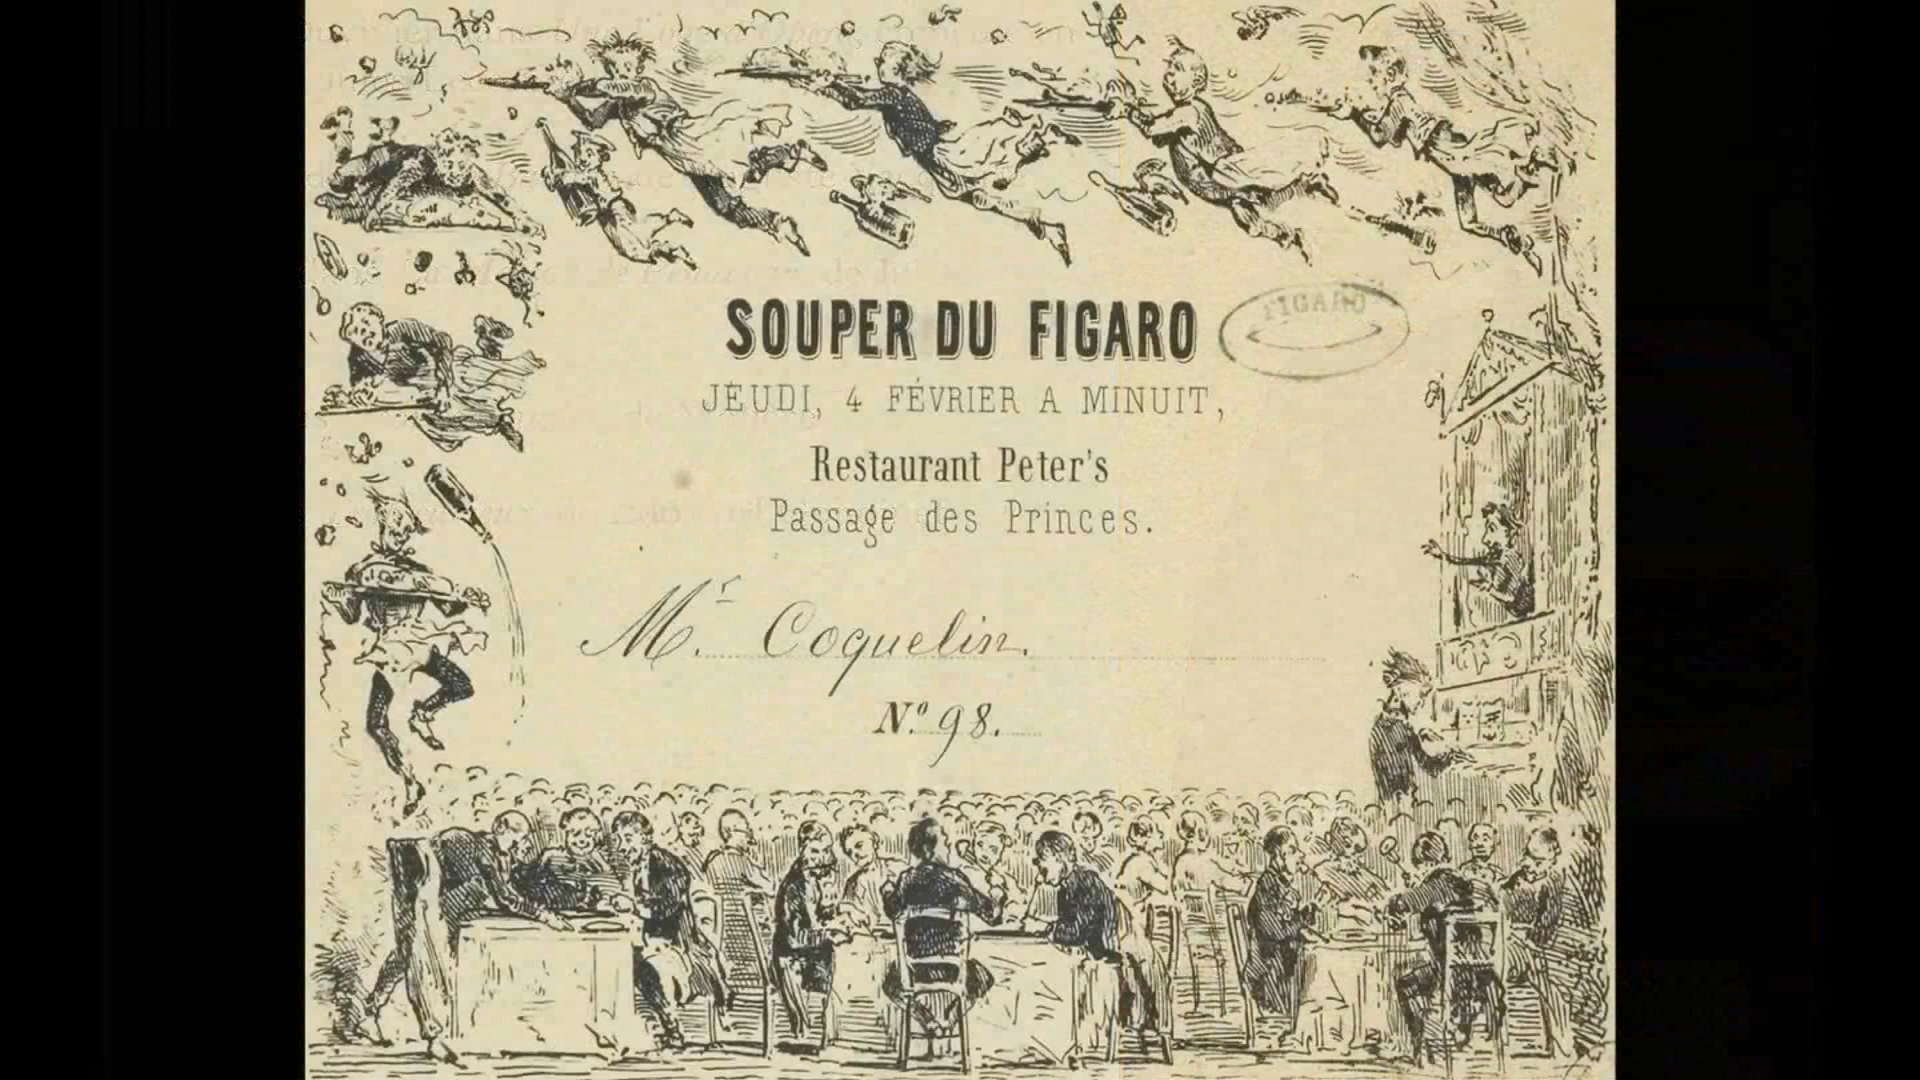 SOUPER DU FIGARO
FIGARO
JEUDI, 4 FÉVRIER A MINUIT,
Restaurant Peter's
Passage des Princes.
Mr. Coquelin.
No. 98.